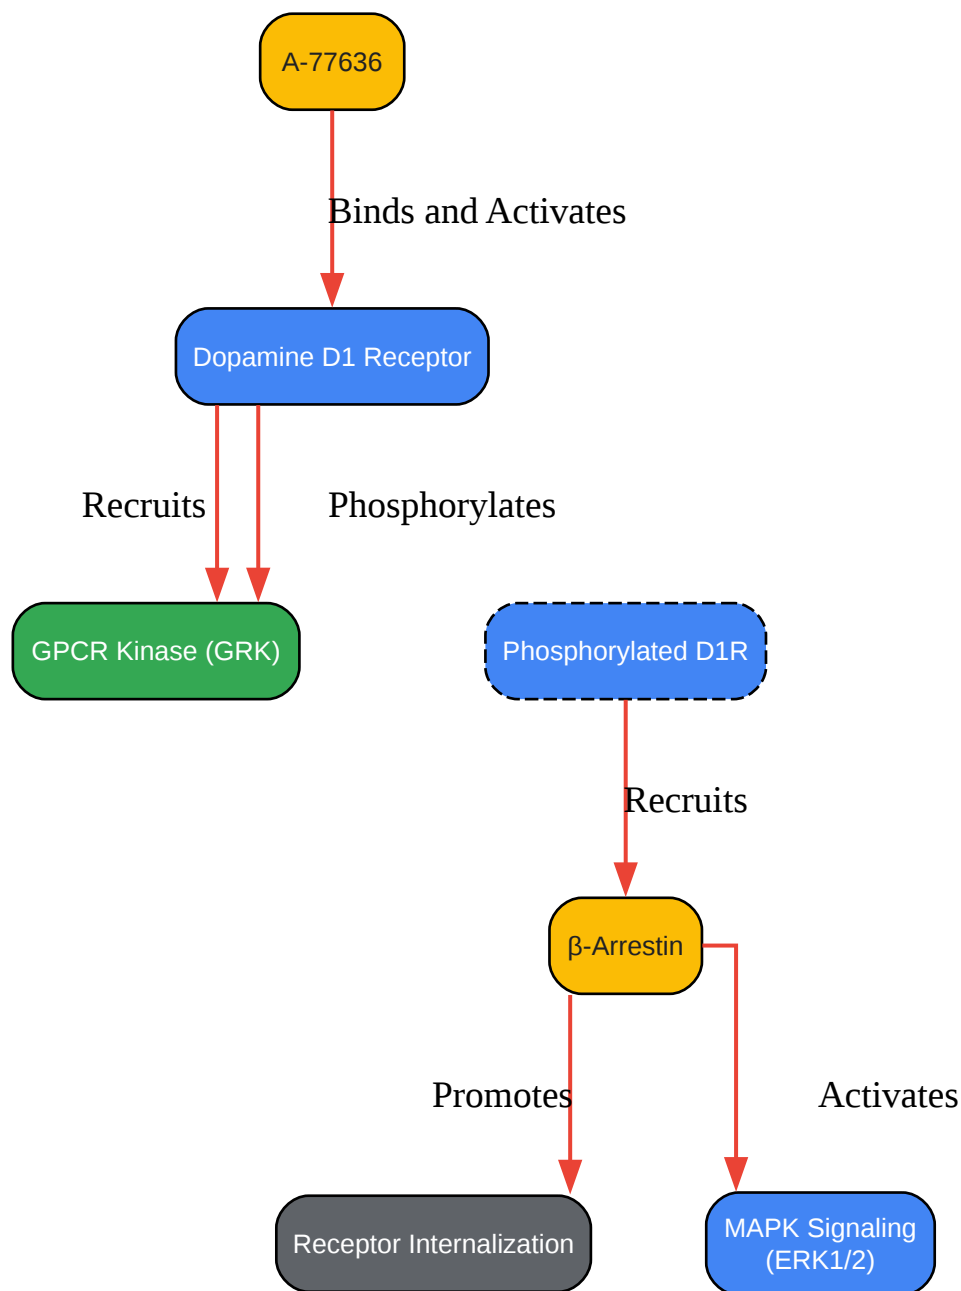 A-77636
Binds and Activates
Dopamine D1 Receptor
Recruits
Phosphorylates
GPCR Kinase (GRK)
Phosphorylated D1R
Recruits
β-Arrestin
Promotes
Activates
Receptor Internalization
MAPK Signaling
(ERK1/2)